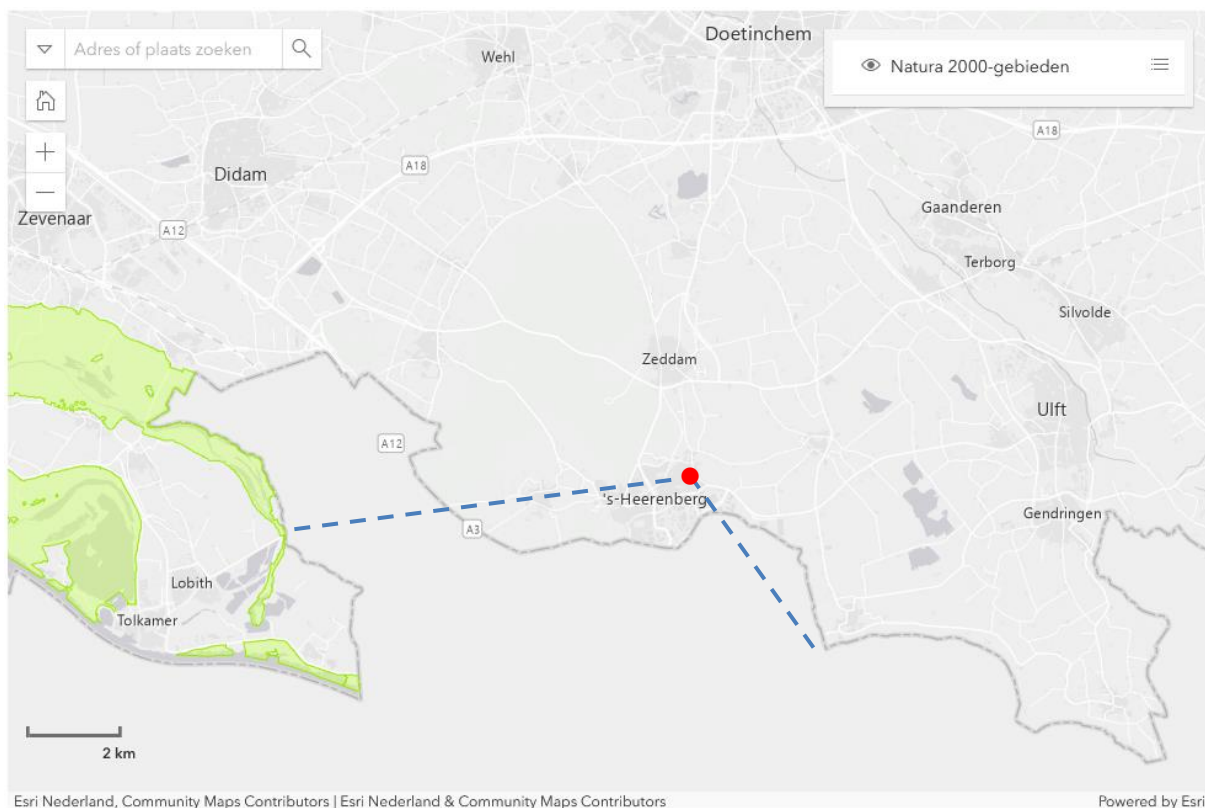 Adres of plaats zoeken
Natura 2000-gebieden
Doetinchem
Wehl
A18
A18
Didam
Zevenaar
A12
Gaanderen
Terborg
Silvolde
Zeddam
Ulft
A12
's-Heerenberg
A3
Gendringen
Lobith
Tolkamer
2 km
Esri Nederland, Community Maps Contributors | Esri Nederland & Community Maps Contributors
Powered by Esri